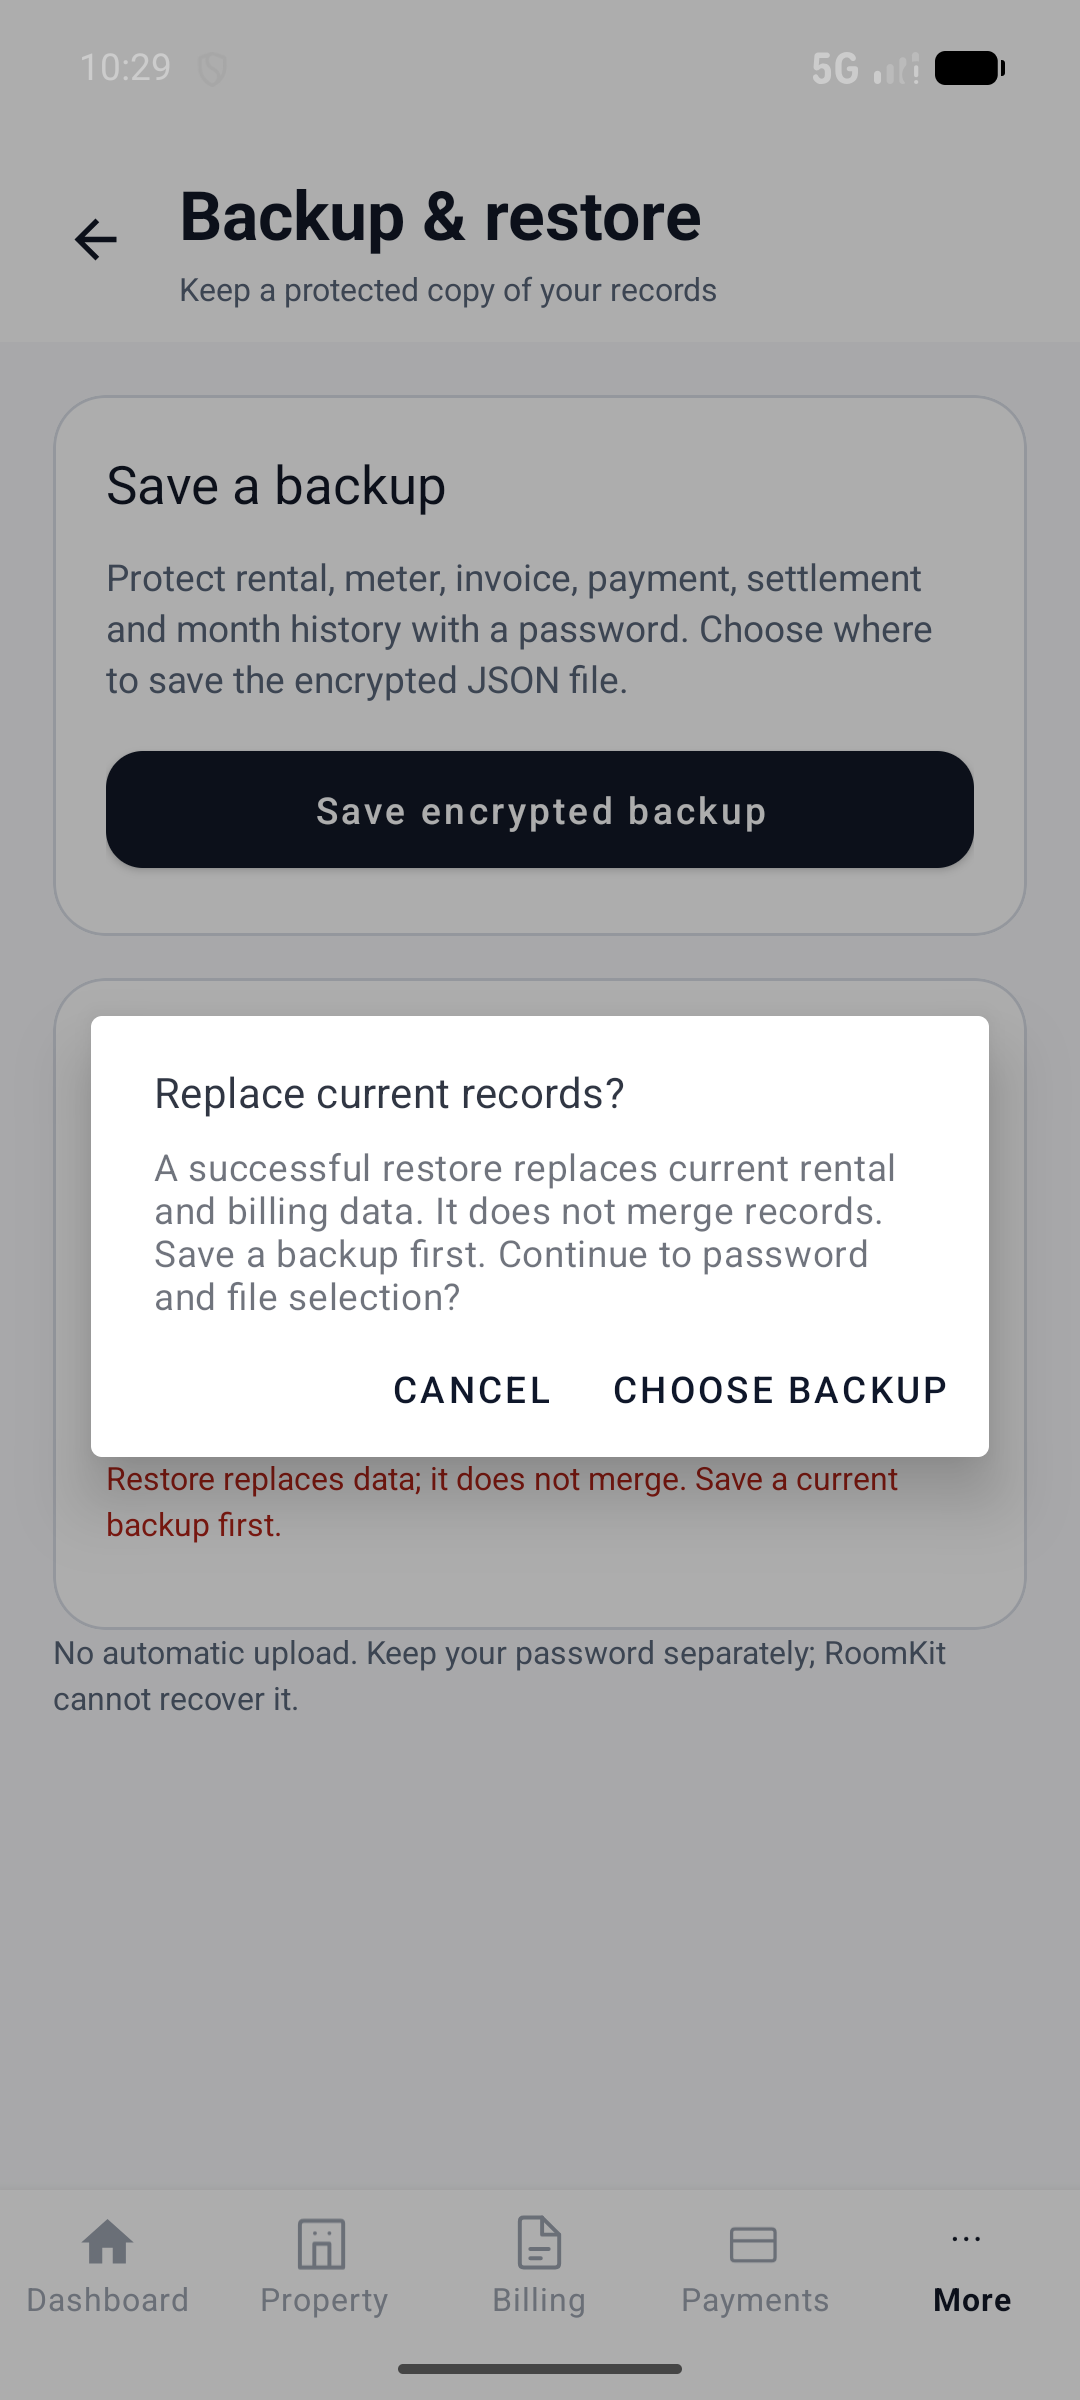 10:29
5G
Backup & restore
Keep a protected copy of your records
Save a backup
Protect rental, meter, invoice, payment, settlement
and month history with a password. Choose where
to save the encrypted JSON file.
Save encrypted backup
Replace current records?
A successful restore replaces current rental
and billing data. It does not merge records.
Save a backup first. Continue to password
and file selection?
CANCEL CHOOSE BACKUP
Restore replaces data; it does not merge. Save a current
backup first.
No automatic upload. Keep your password separately; RoomKit
cannot recover it.
Dashboard Property Billing Payments More